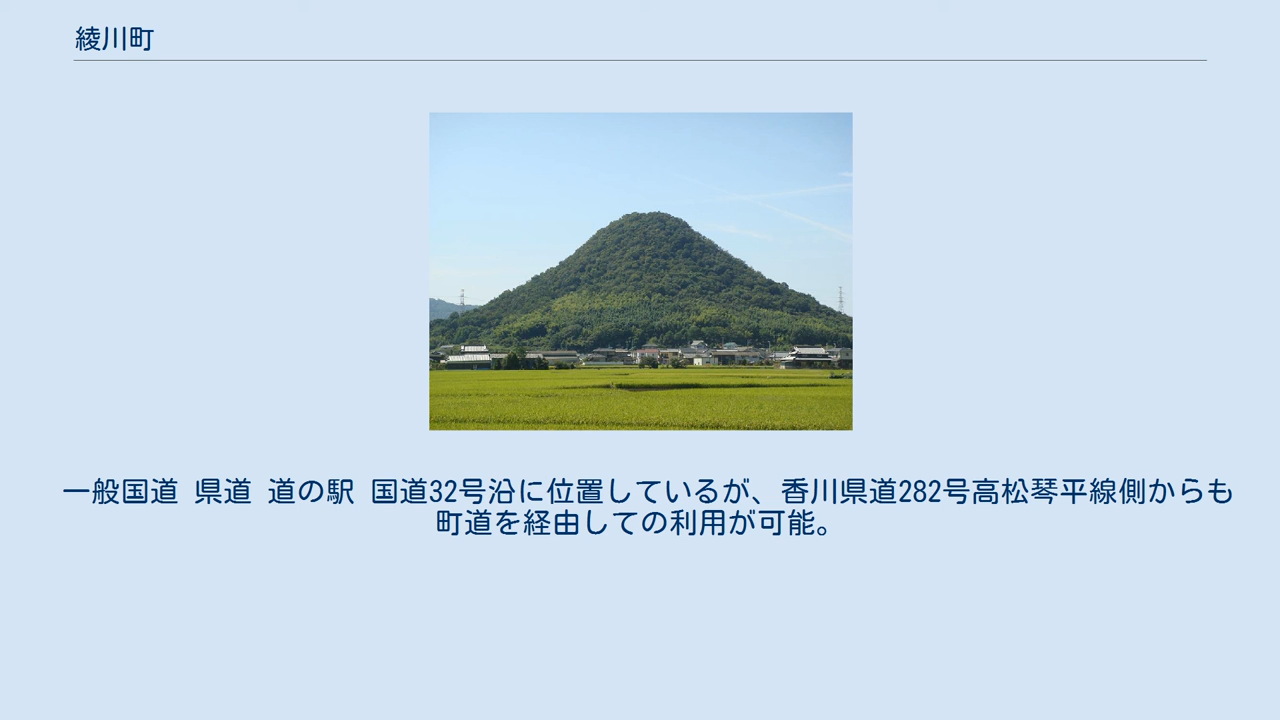 綾川町
一般国道 県道 道の駅 国道32号沿に位置しているが、香川県道282号高松琴平線側からも
町道を経由しての利用が可能。